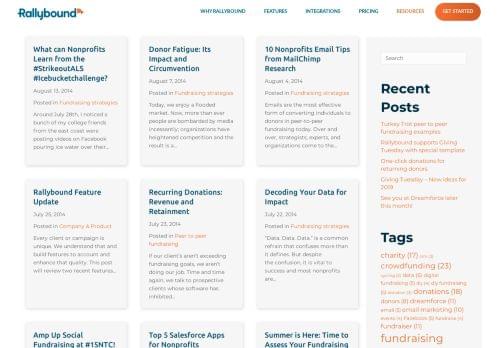 Rallybound
WHY RALLYBOUND
FEATURES
INTEGRATIONS
PRICING
RESOURCES
GET STARTED
What can Nonprofits
Learn from the
#StrikeoutALS
#Icebucketchallenge?
August 13, 2014
Posted in Fundraising strategies
Around July 28th, I noticed a
bunch of my college friends
from the east coast were
posting videos on Facebook
pouring ice water over their...
Donor Fatigue: Its
Impact and
Circumvention
August 7, 2014
Posted in Fundraising strategies
Today, we enjoy a flooded
market. Now, more than ever
people are bombarded by media
incessantly; organizations have
heightened competition and the
result is a...
10 Nonprofits Email Tips
from MailChimp
Research
August 4, 2014
Posted in Fundraising strategies
Emails are the most effective
form of converting individuals
to donors in peer-to-peer
fundraising today. Over and
over, strategists, experts, and
organizations come to the...
Rallybound Feature
Update
July 25, 2014
Posted in Company & Product
Every client or campaign is
unique. We understand that and
build features to account and
enhance that quality. This post
will review two recent features...
Recurring Donations:
Revenue and
Retainment
July 23, 2014
Posted in Peer to peer
fundraising
If your client's aren't exceeding
fundraising goals, we aren't
doing our job. Time and time
again, we talk to prospective
clients whose software has
inhibited...
Decoding Your Data for
Impact
July 22, 2014
Posted in Fundraising strategies
"Data. Data. Data." is a common
refrain that confuses more than
it defines. But despite
the confusion, it is vital to
success and most nonprofits
are...
Amp Up Social
Fundraising at #15NTC!
Top 5 Salesforce Apps
for Nonprofits
Summer is Here: Time to
Assess Your Fundraising
Search
Recent
Posts
Turkey Trot peer to peer
fundraising examples
Rallybound supports Giving
Tuesday with special template
One-click donations for
returning donors
Giving Tuesday – New ideas for
2019
See you at Dreamforce later
this month!
Tags
charity (17)
crowdfunding (23)
data (5) digital
fundraising (5) diy (4) diy fundraising
(5) donations (18)
donors (8) dreamforce (11)
email (5) email marketing (10)
events (4) Facebook (5) fundraise (4)
fundraiser (11)
fundraising